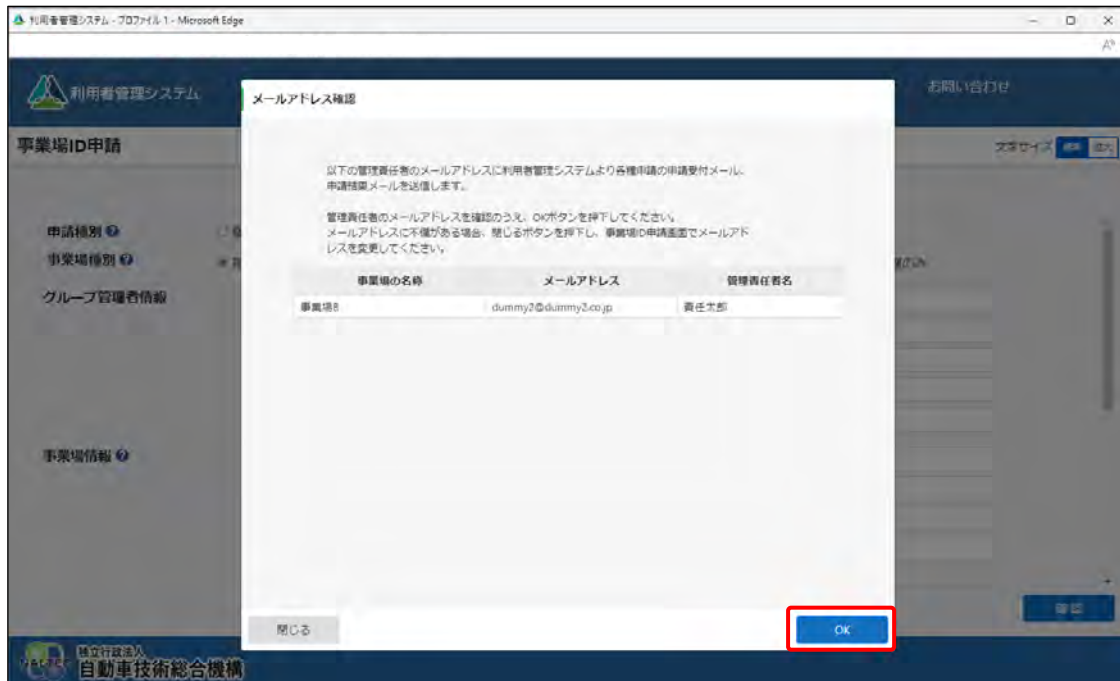 利用者管理システム - プロファイル 1 - Microsoft Edge
利用者管理システム
お問い合わせ
事業場ID申請
文字サイズ 標準 拡大
メールアドレス確認
以下の管理責任者のメールアドレスに利用者管理システムより各種申請の申請受付メール、
申請結果メールを送信します。
管理責任者のメールアドレスを確認のうえ、OKボタンを押下してください。
メールアドレスに不備がある場合、閉じるボタンを押下し、事業場ID申請画面でメールアド
レスを変更してください。
事業場の名称 メールアドレス 管理責任者名
事業場B dummy2@dummy2.co.jp 責任太郎
申請種別
事業場種別
グループ管理者情報
事業場情報
閉じる
OK
確認
独立行政法人
自動車技術総合機構